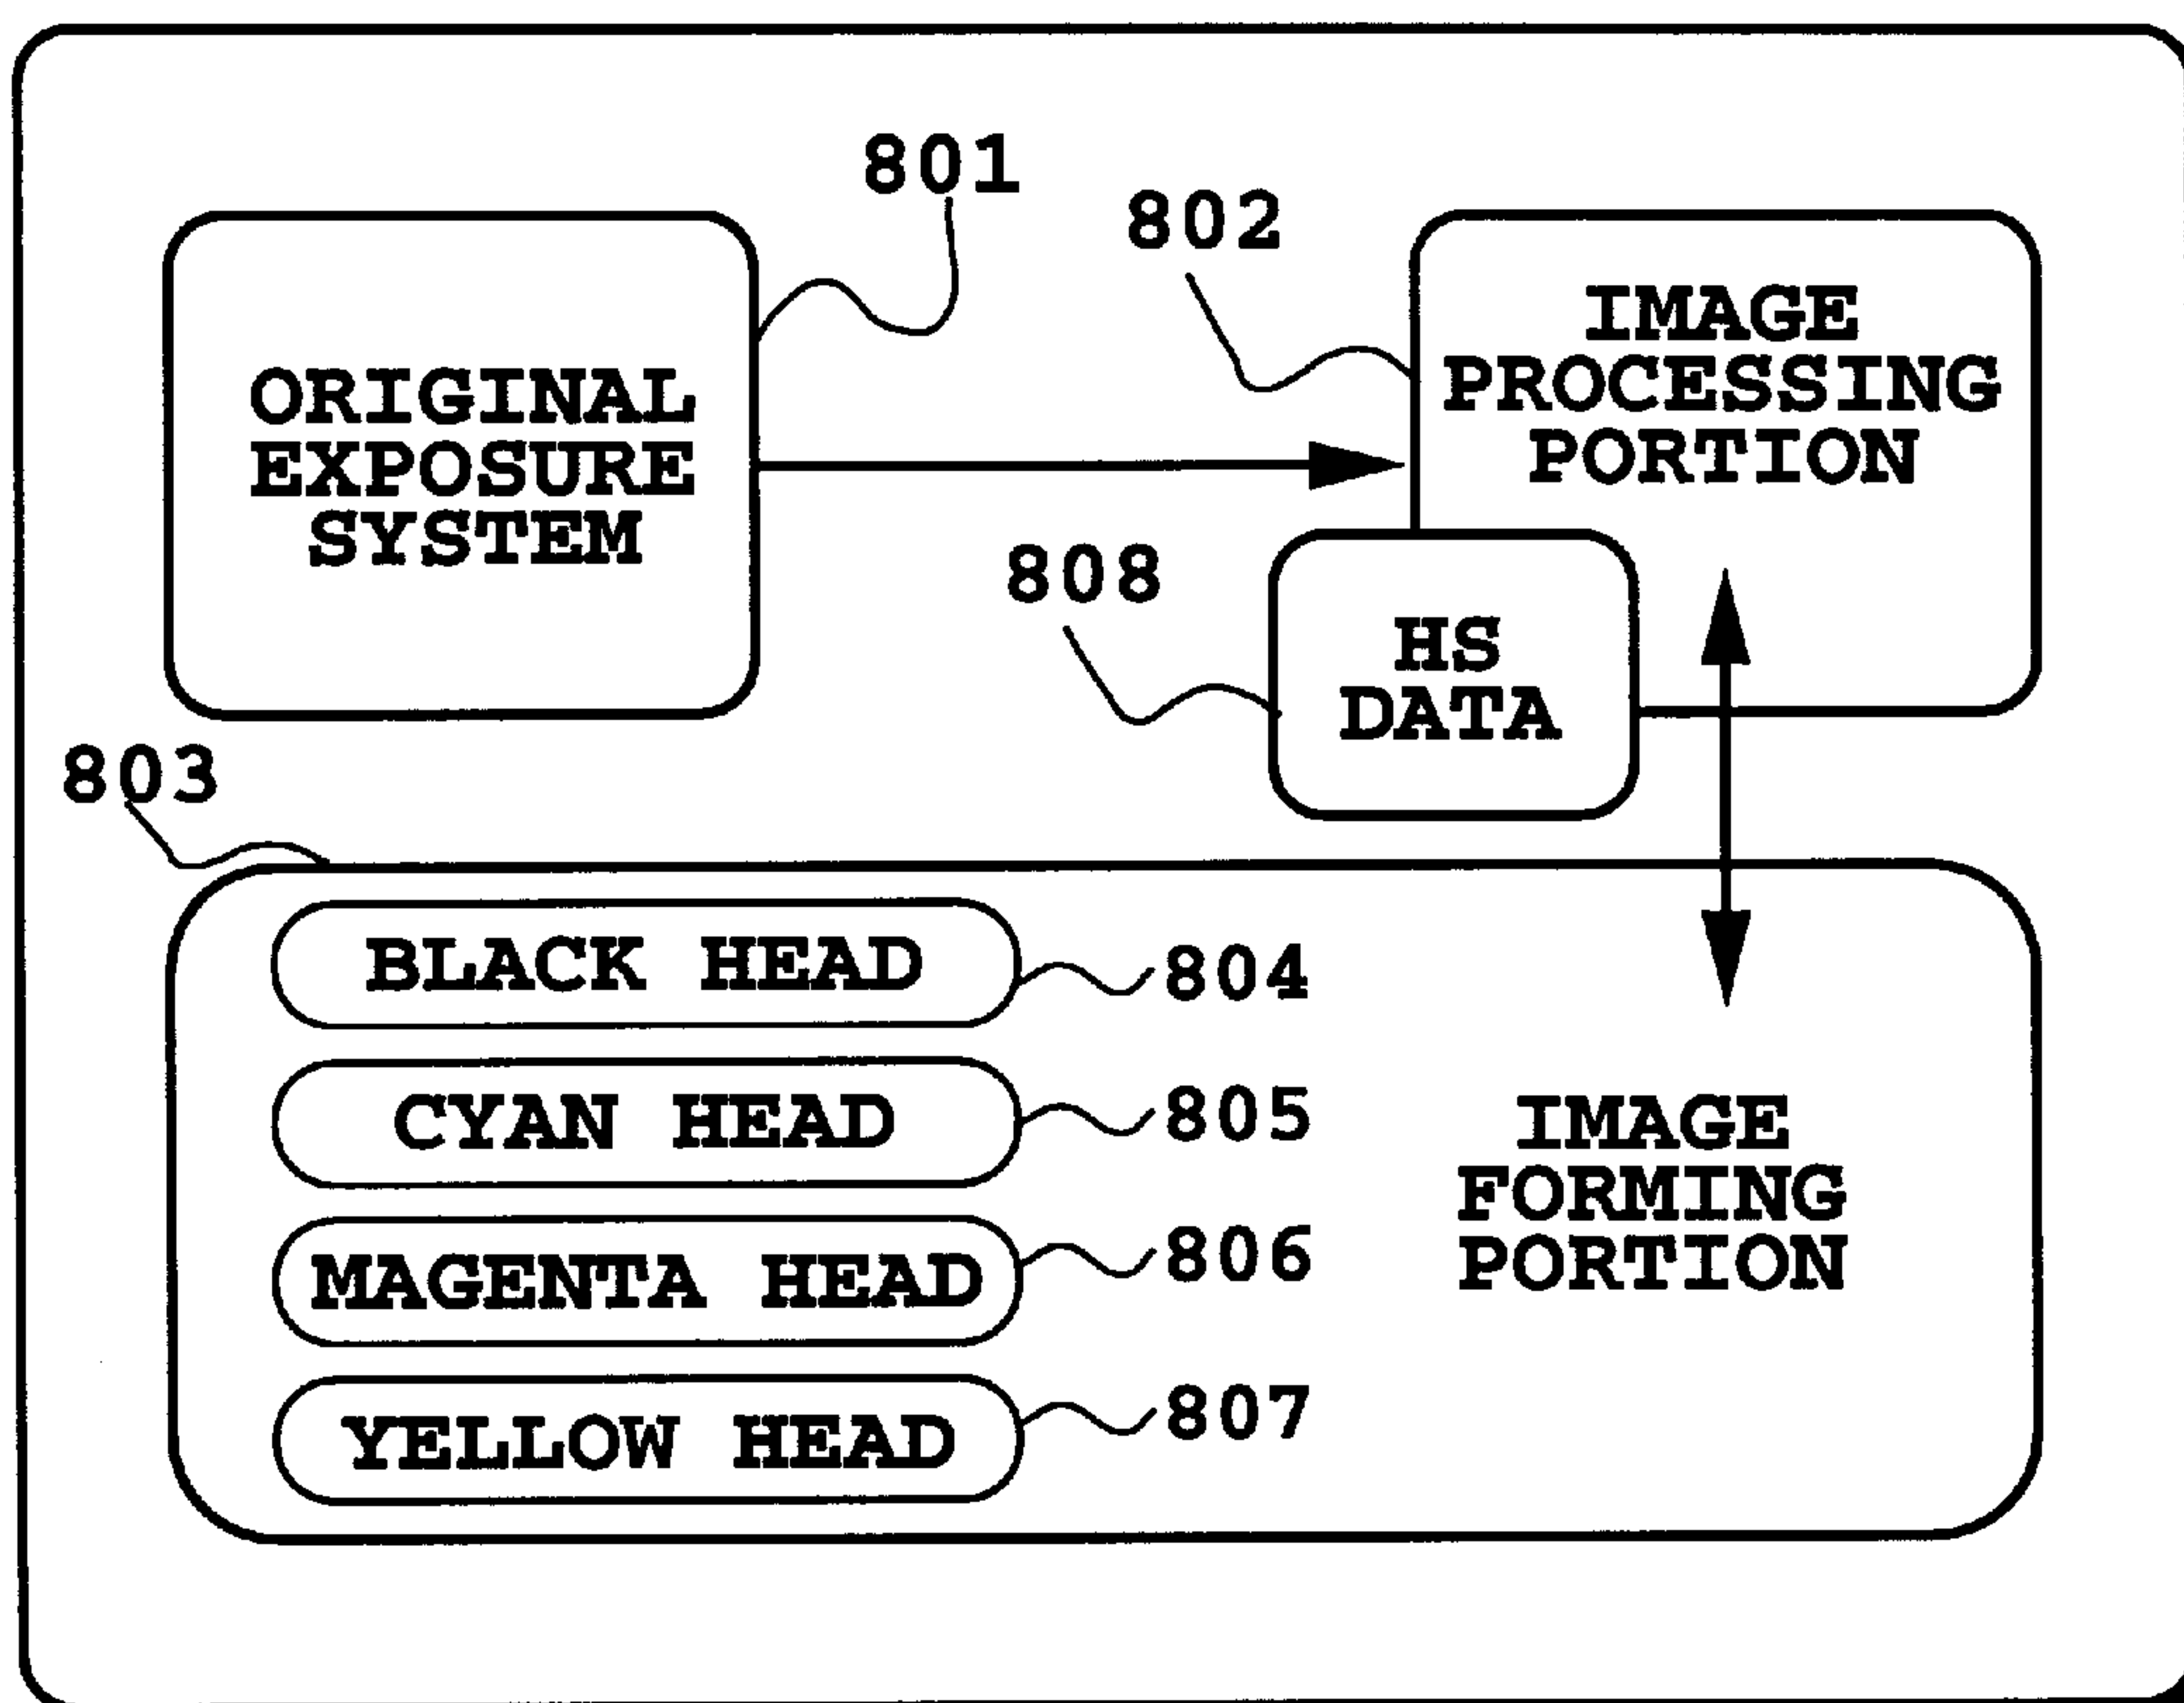 801
802
ORIGINAL
EXPOSURE
SYSTEM
IMAGE
PROCESSING
PORTION
808
HS
DATA
803
BLACK HEAD
804
CYAN HEAD
805
MAGENTA HEAD
806
YELLOW HEAD
807
IMAGE
FORMING
PORTION